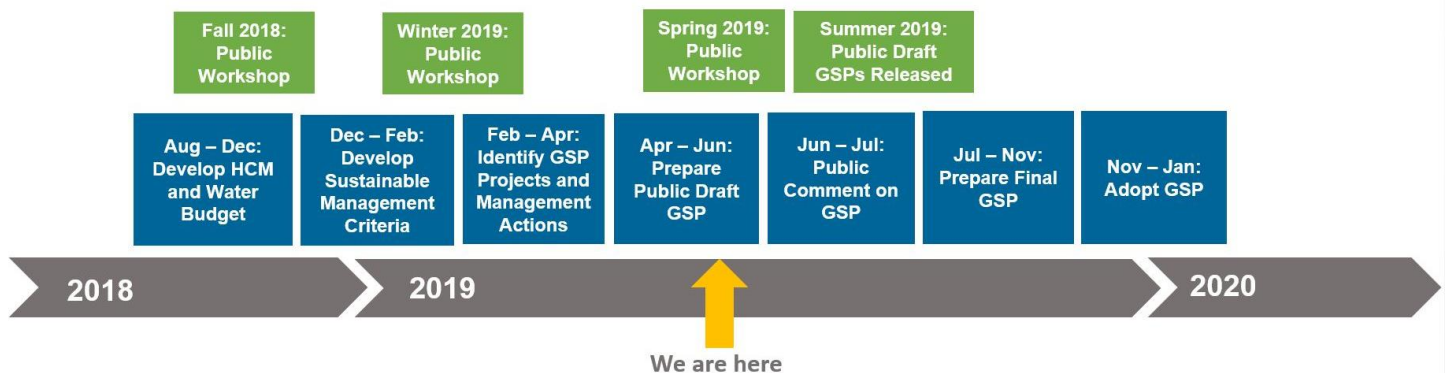 Fall 2018:
Public
Workshop
Winter 2019:
Public
Workshop
Spring 2019:
Public
Workshop
Summer 2019:
Public Draft
GSPs Released
Aug – Dec:
Develop HCM
and Water
Budget
Dec – Feb:
Develop
Sustainable
Management
Criteria
Feb – Apr:
Identify GSP
Projects and
Management
Actions
Apr – Jun:
Prepare
Public Draft
GSP
Jun – Jul:
Public
Comment on
GSP
Jul – Nov:
Prepare Final
GSP
Nov – Jan:
Adopt GSP
2018
2019
2020
We are here